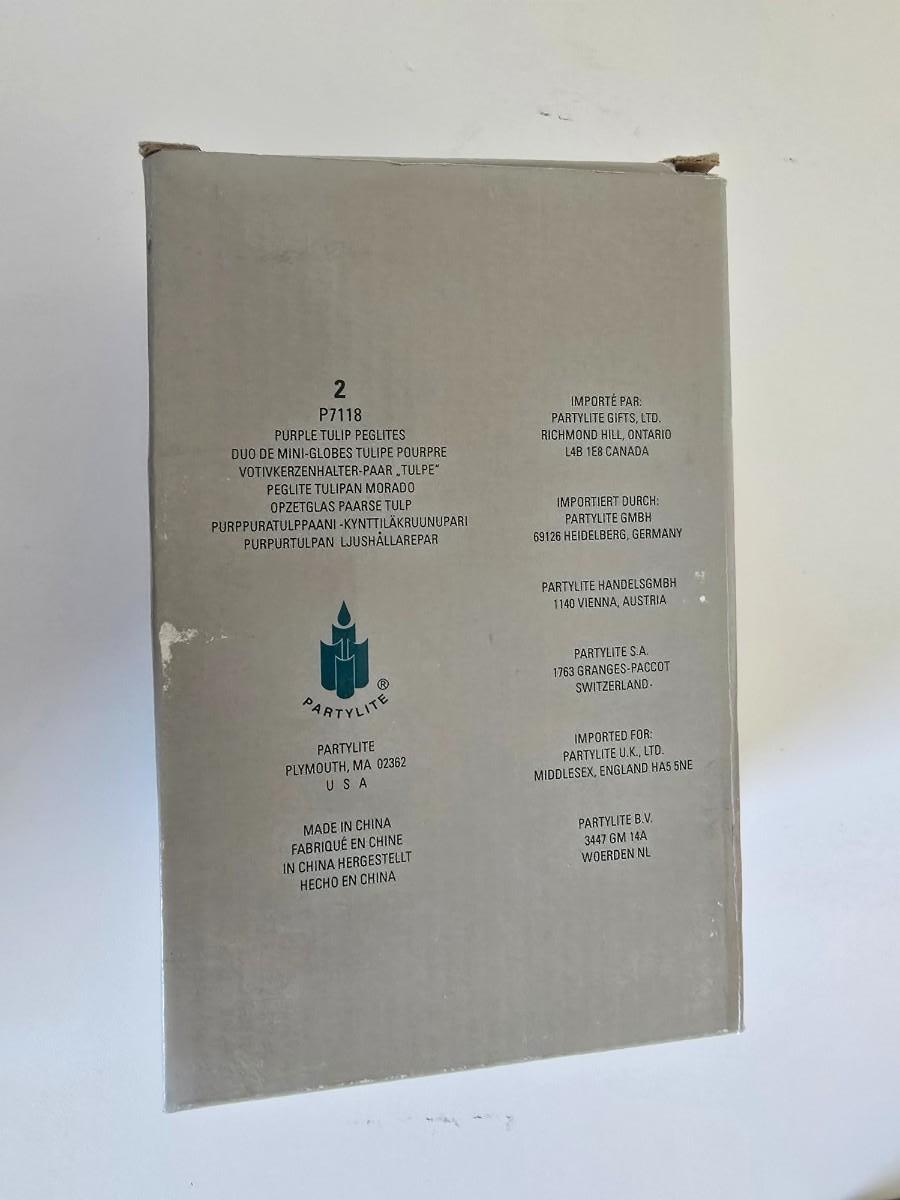 2
P7118
PURPLE TULIP PEGLITES
DUO DE MINI-GLOBES TULIPE POURPRE
VOTIVKERZENHALTER-PAAR „TULPE“
PEGLITE TULIPAN MORADO
OPZETGLAS PAARSE TULP
PURPPURATULPPAANI -KYNTTILÄKRUUNUPARI
PURPURTULPAN LJUSHÅLLAREPAR
PARTYLITE®
PARTYLITE
PLYMOUTH, MA 02362
U S A
MADE IN CHINA
FABRIQUÉ EN CHINE
IN CHINA HERGESTELLT
HECHO EN CHINA
IMPORTÉ PAR:
PARTYLITE GIFTS, LTD.
RICHMOND HILL, ONTARIO
L4B 1E8 CANADA
IMPORTIERT DURCH:
PARTYLITE GMBH
69126 HEIDELBERG, GERMANY
PARTYLITE HANDELSGMBH
1140 VIENNA, AUSTRIA
PARTYLITE S.A.
1763 GRANGES-PACCOT
SWITZERLAND.
IMPORTED FOR:
PARTYLITE U.K., LTD.
MIDDLESEX, ENGLAND HA5 5NE
PARTYLITE B.V.
3447 GM 14A
WOERDEN NL